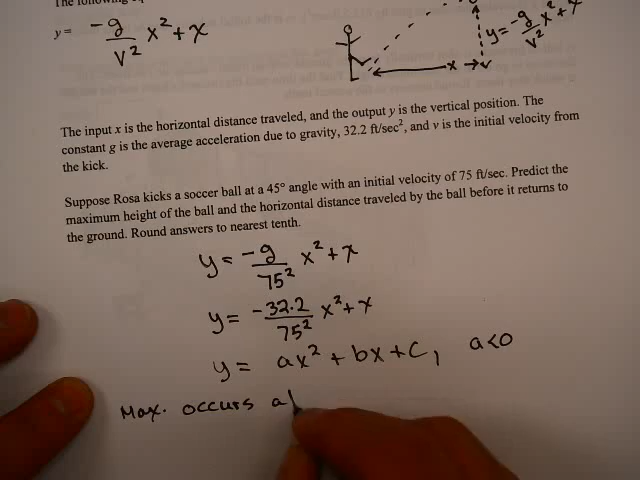 The following
y = -g/v² x² + x
y = -g/v² x² + x
x
v
The input x is the horizontal distance traveled, and the output y is the vertical position. The
constant g is the average acceleration due to gravity, 32.2 ft/sec², and v is the initial velocity from
the kick.
Suppose Rosa kicks a soccer ball at a 45° angle with an initial velocity of 75 ft/sec. Predict the
maximum height of the ball and the horizontal distance traveled by the ball before it returns to
the ground. Round answers to nearest tenth.
y = -g/75² x² + x
y = -32.2/75² x² + x
y = ax² + bx + c, a<0
Max. occurs a